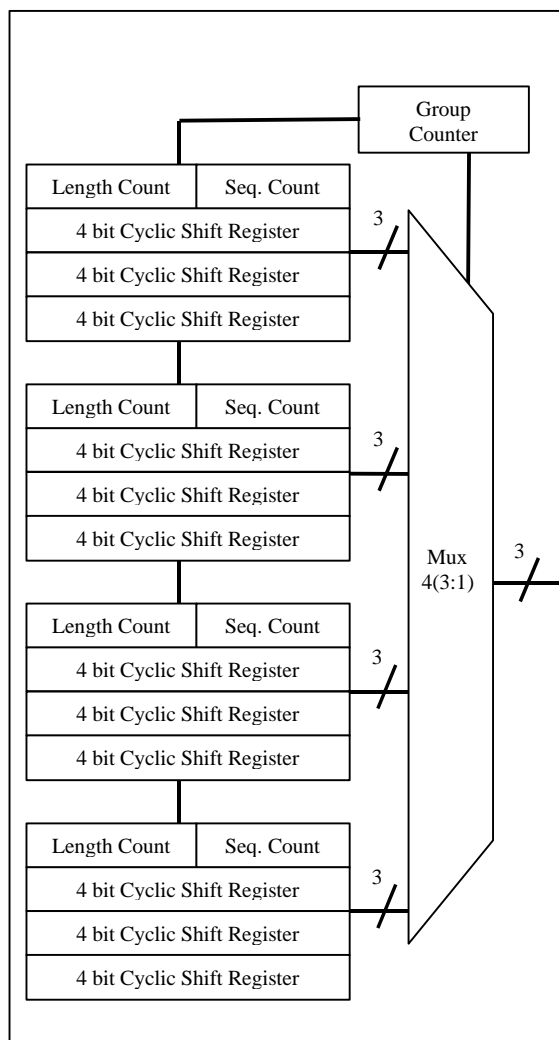 Group
Counter
Length Count Seq. Count
3
4 bit Cyclic Shift Register
4 bit Cyclic Shift Register
4 bit Cyclic Shift Register
Length Count Seq. Count
3
4 bit Cyclic Shift Register
4 bit Cyclic Shift Register
4 bit Cyclic Shift Register
Mux
4(3:1)
3
Length Count Seq. Count
3
4 bit Cyclic Shift Register
4 bit Cyclic Shift Register
4 bit Cyclic Shift Register
Length Count Seq. Count
3
4 bit Cyclic Shift Register
4 bit Cyclic Shift Register
4 bit Cyclic Shift Register